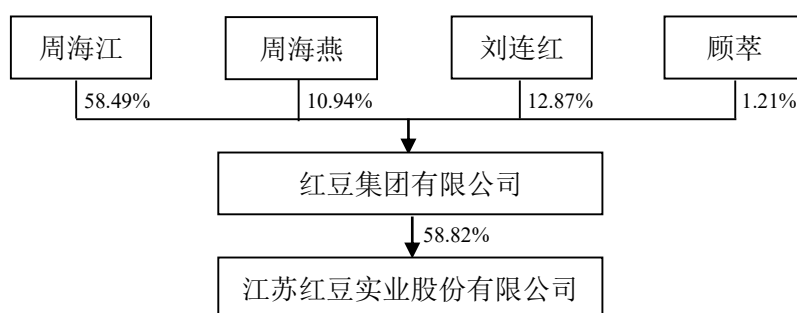 周海江 周海燕 刘连红 顾萃
58.49% 10.94% 12.87% 1.21%
红豆集团有限公司
58.82%
江苏红豆实业股份有限公司